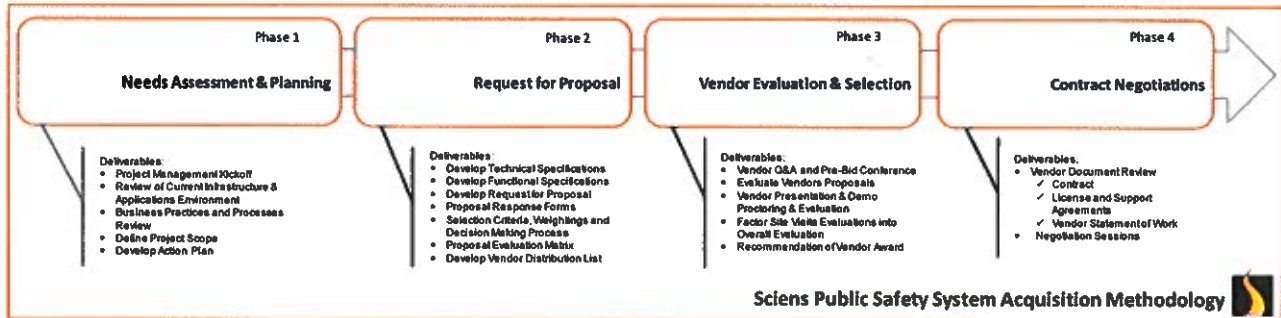 Phase 1
Needs Assessment & Planning
Deliverables:
• Project Management Kickoff
• Review of Current Infrastructure &
Applications Environment
• Business Practices and Processes
Review
• Define Project Scope
• Develop Action Plan
Phase 2
Request for Proposal
Deliverables:
• Develop Technical Specifications
• Develop Functional Specifications
• Develop Request for Proposal
• Proposal Response Forms
• Selection Criteria, Weightings and
Decision Making Process
• Proposal Evaluation Matrix
• Develop Vendor Distribution List
Phase 3
Vendor Evaluation & Selection
Deliverables:
• Vendor Q&A and Pre-Bid Conference
• Evaluate Vendors Proposals
• Vendor Presentation & Demo
Proctoring & Evaluation
• Factor Site Visits Evaluations into
Overall Evaluation
• Recommendation of Vendor Award
Phase 4
Contract Negotiations
Deliverables:
• Vendor Document Review
✓ Contract
✓ License and Support
Agreements
✓ Vendor Statement of Work
• Negotiation Sessions
Sciens Public Safety System Acquisition Methodology